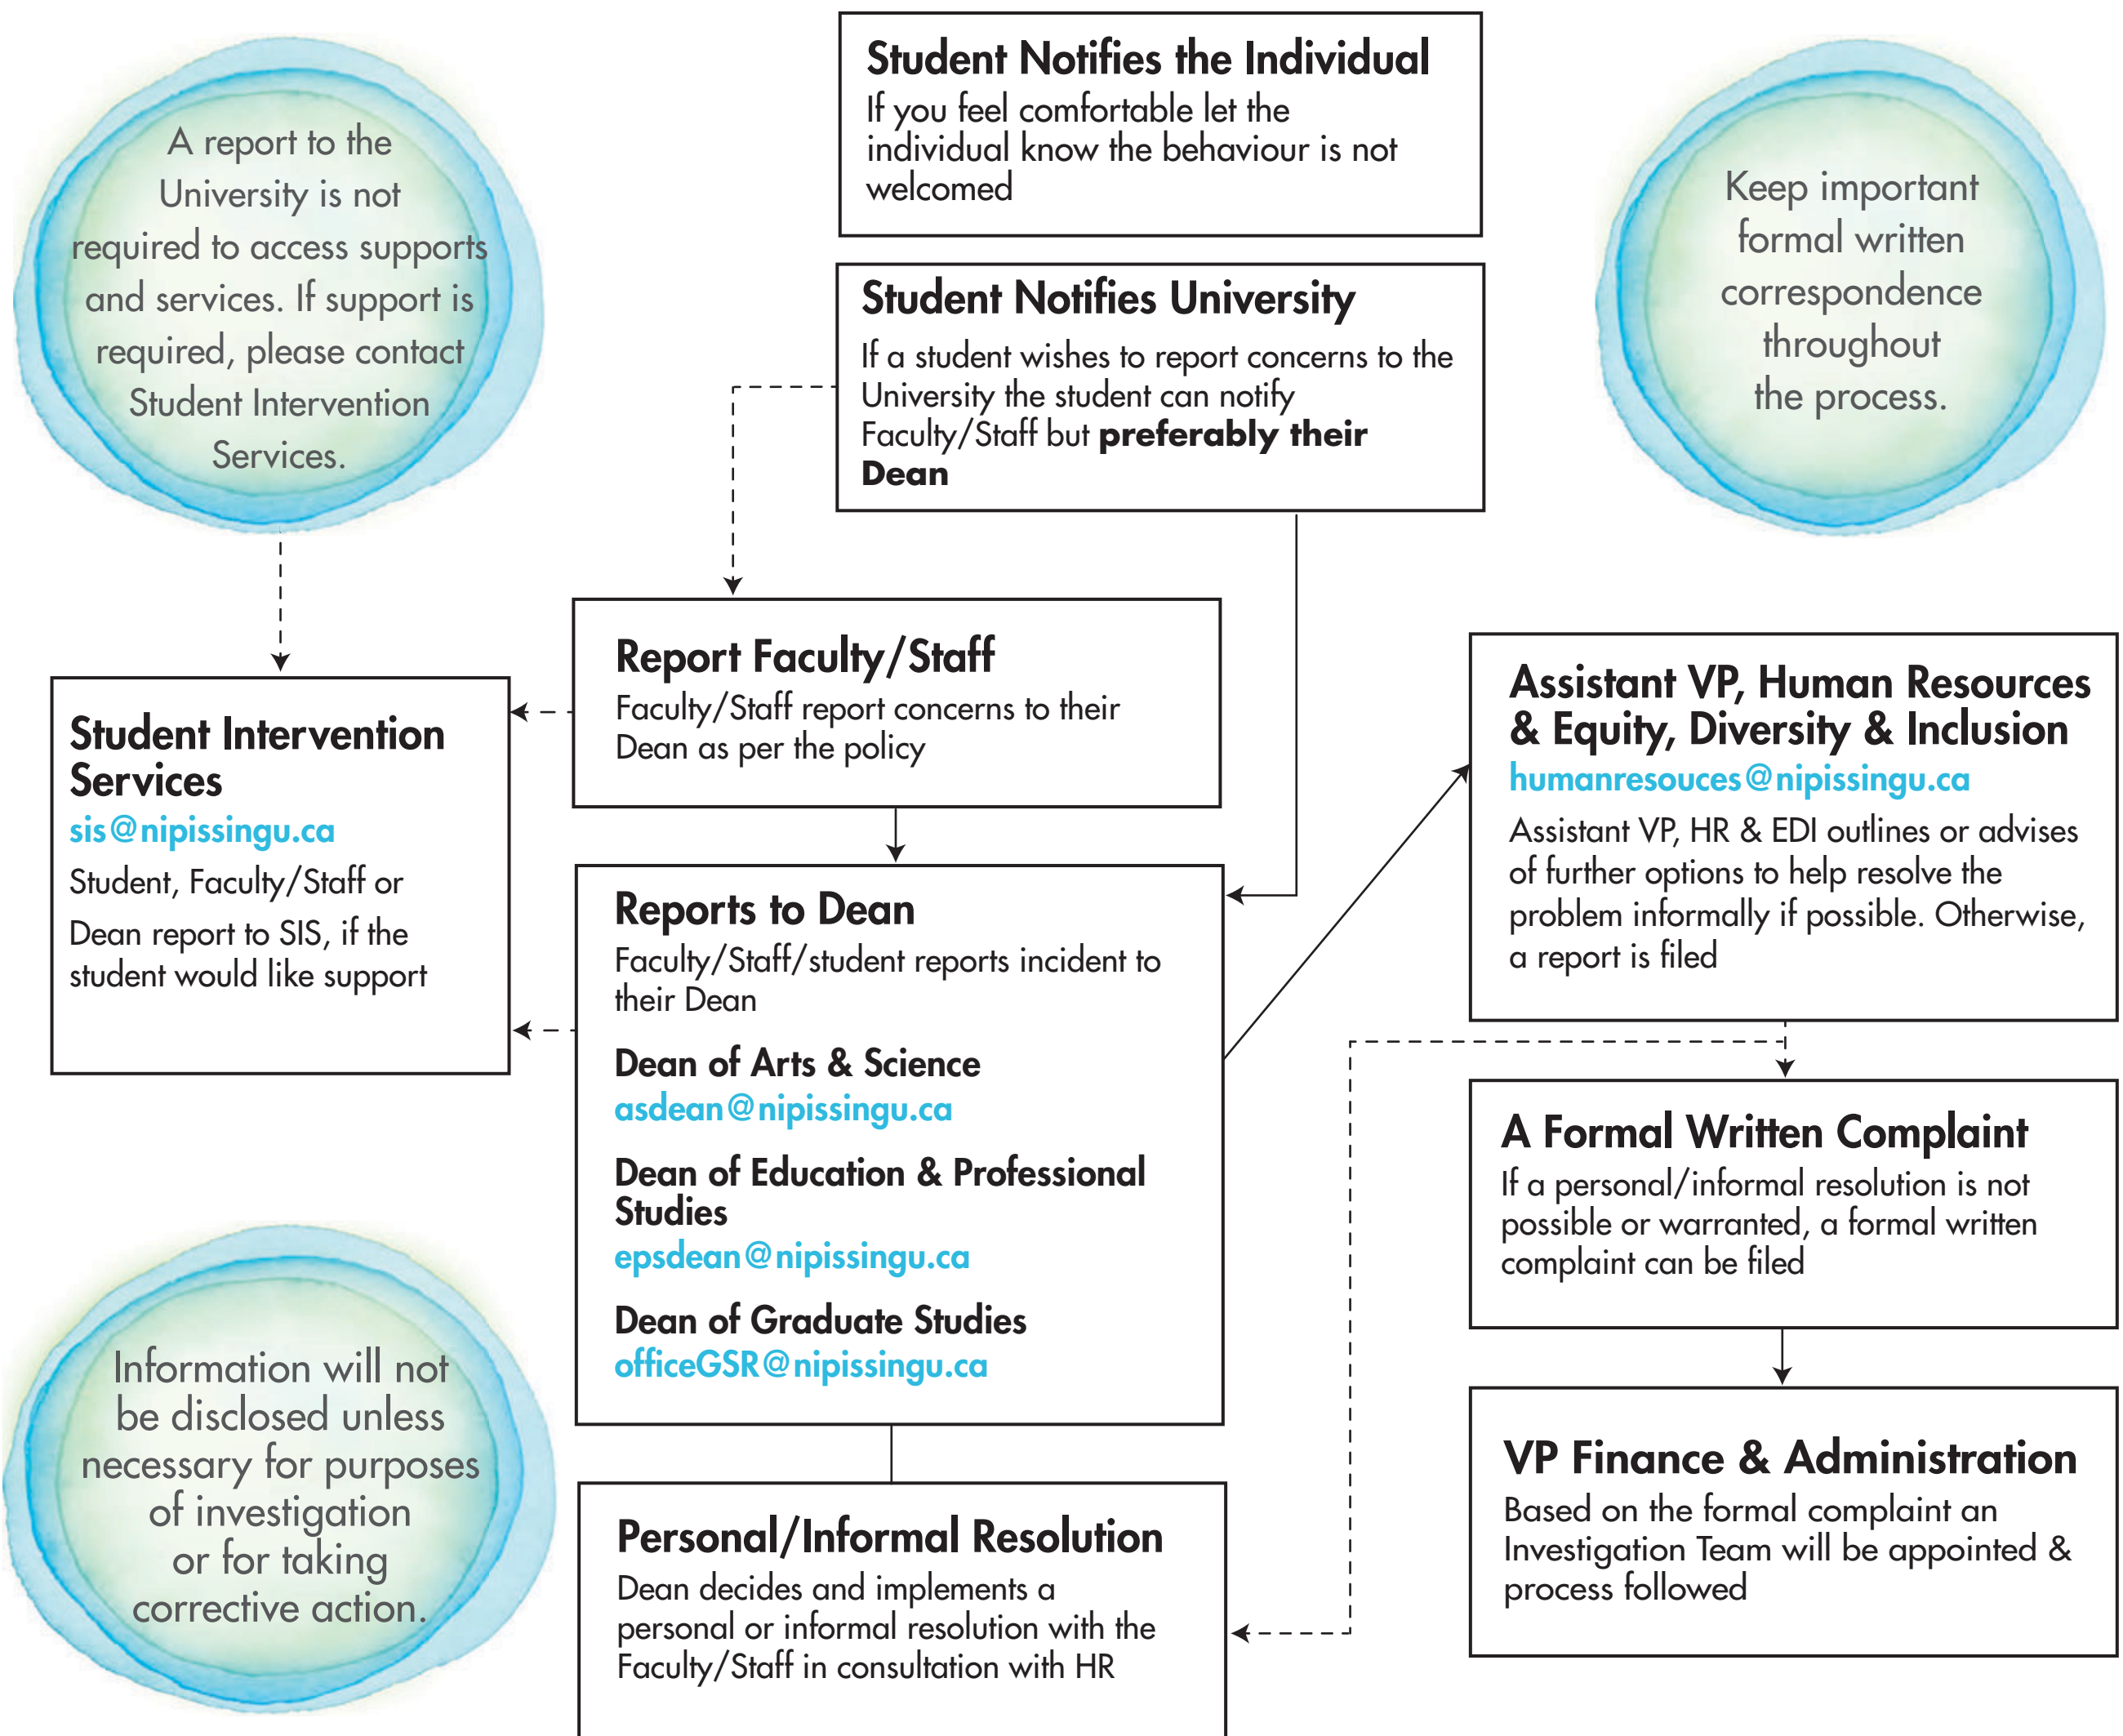 Student Notifies the Individual
If you feel comfortable let the
individual know the behaviour is not
welcomed
A report to the
University is not
required to access supports
and services. If support is
required, please contact
Student Intervention
Services.
Keep important
formal written
correspondence
throughout
the process.
Student Notifies University
If a student wishes to report concerns to the
University the student can notify
Faculty/Staff but preferably their
Dean
Report Faculty/Staff
Faculty/Staff report concerns to their
Dean as per the policy
Student Intervention
Services
sis@nipissingu.ca
Student, Faculty/Staff or
Dean report to SIS, if the
student would like support
Assistant VP, Human Resources
& Equity, Diversity & Inclusion
humanresouces@nipissingu.ca
Assistant VP, HR & EDI outlines or advises
of further options to help resolve the
problem informally if possible. Otherwise,
a report is filed
Reports to Dean
Faculty/Staff/student reports incident to
their Dean
Dean of Arts & Science
asdean@nipissingu.ca
Dean of Education & Professional
Studies
epsdean@nipissingu.ca
Dean of Graduate Studies
officeGSR@nipissingu.ca
A Formal Written Complaint
If a personal/informal resolution is not
possible or warranted, a formal written
complaint can be filed
Information will not
be disclosed unless
necessary for purposes
of investigation
or for taking
corrective action.
Personal/Informal Resolution
Dean decides and implements a
personal or informal resolution with the
Faculty/Staff in consultation with HR
VP Finance & Administration
Based on the formal complaint an
Investigation Team will be appointed &
process followed